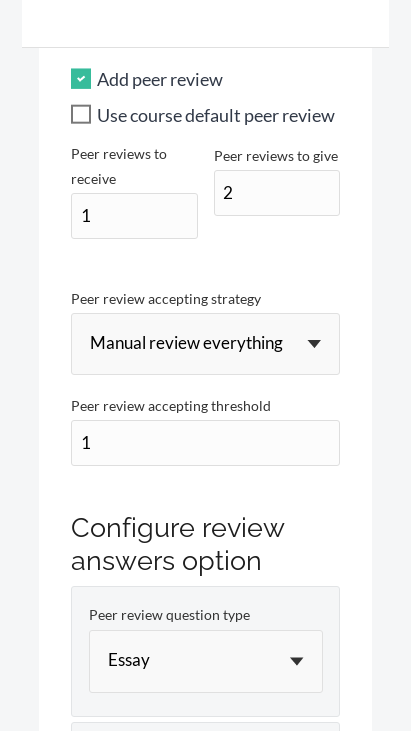 Add peer review
Use course default peer review
Peer reviews to
receive
1
Peer reviews to give
2
Peer review accepting strategy
Manual review everything
Peer review accepting threshold
1
Configure review
answers option
Peer review question type
Essay